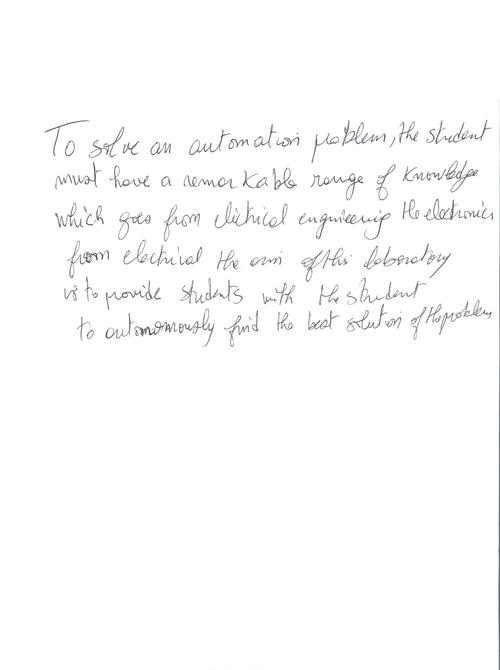 To solve an automation problem, the student
must have a remarkable range of knowledge
which goes from electrical engineering the electronics
from electrical the aim of this laboratory
is to provide students with the student
to autonomously find the best solution of the problems